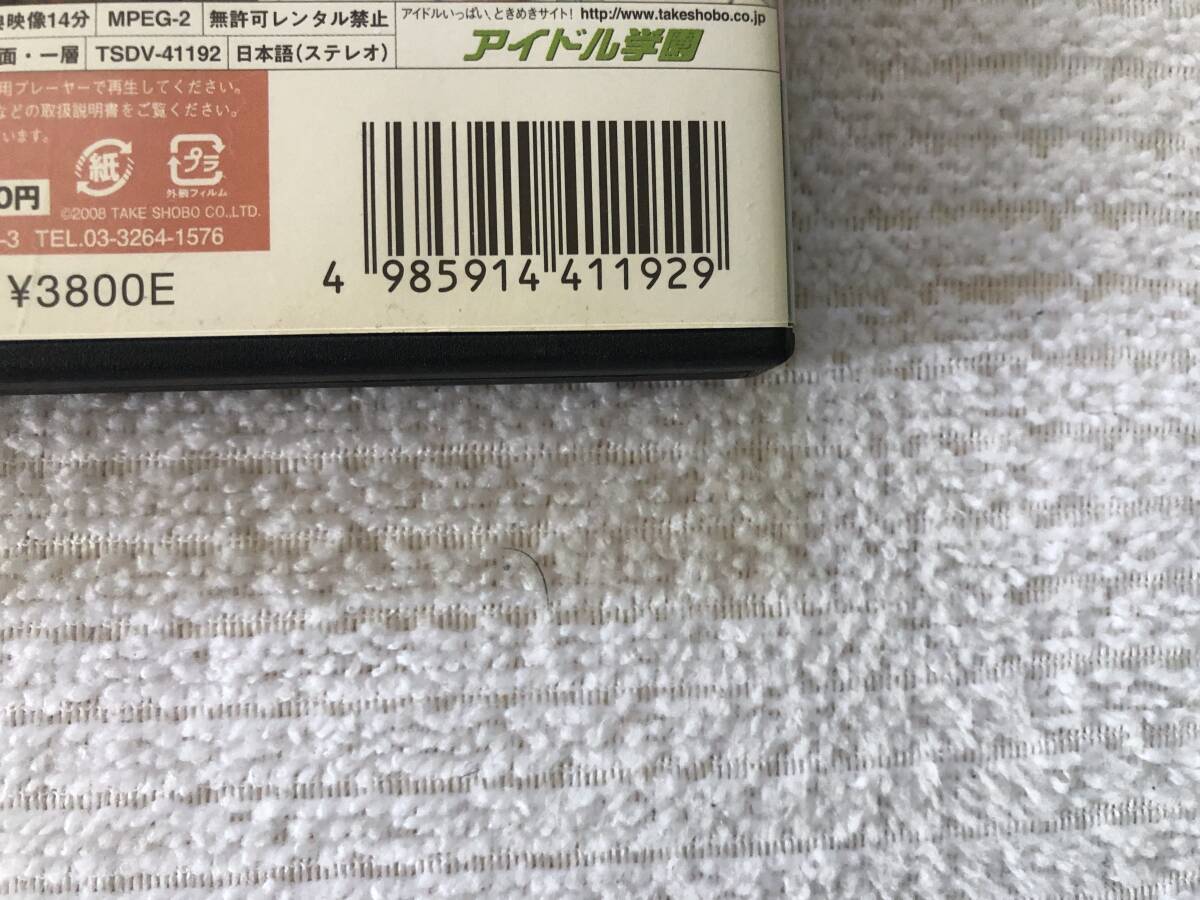 映像14分 MPEG-2 無許可レンタル禁止 アイドルいっぱい、ときめきサイト! http://www.takeshobo.co.jp
面・一層 TSDV-41192 日本語(ステレオ) アイドル学園
用プレーヤーで再生してください。
などの取扱説明書をご覧ください。
います。
紙 プラ
外装フィルム
0円
©2008 TAKE SHOBO CO.,LTD.
-3 TEL.03-3264-1576
¥3800E
4 985914 411929